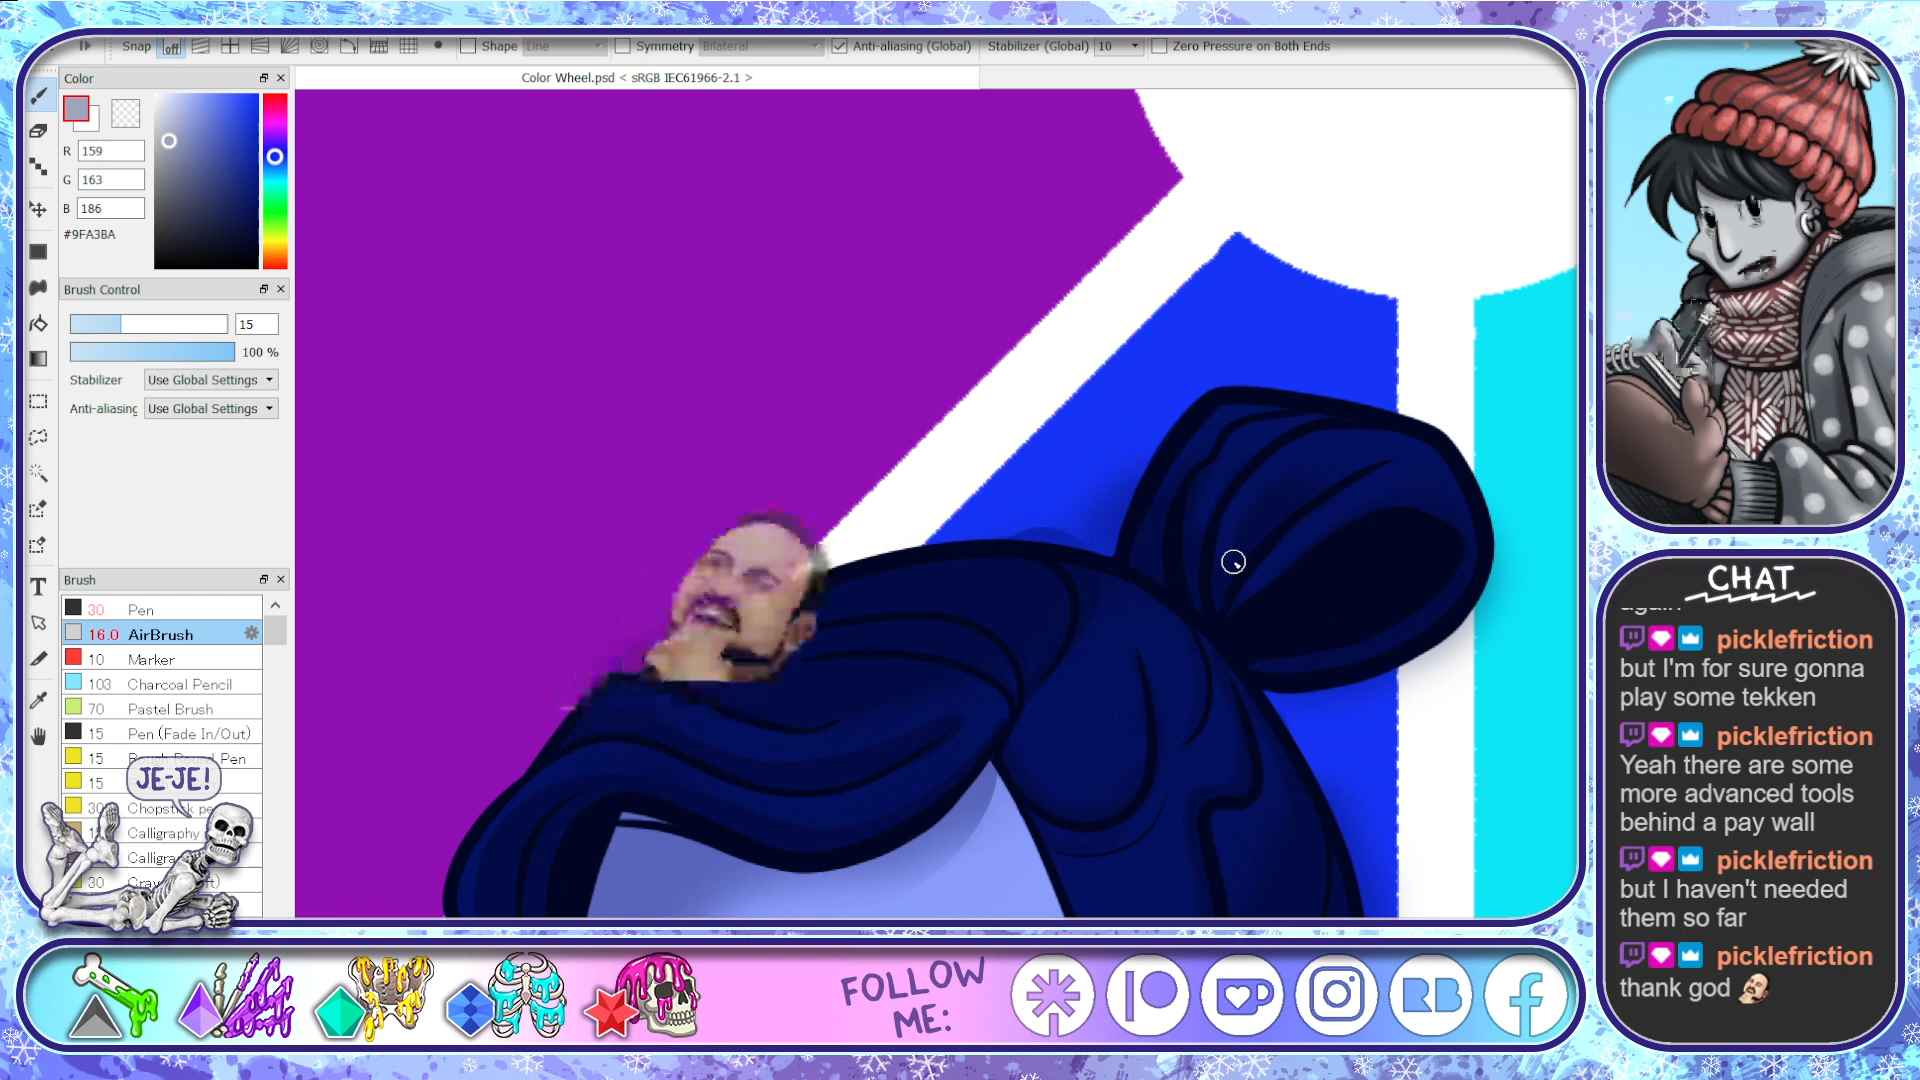 Snap off Shape Line Symmetry Bilateral Anti-aliasing (Global) Stabilizer (Global) 10 Zero Pressure on Both Ends
Color
Color Wheel.psd < sRGB IEC61966-2.1 >
R 159
G 163
B 186
#9FA3BA
Brush Control
15
100 %
Stabilizer Use Global Settings
Anti-aliasing Use Global Settings
Brush
30 Pen
16.0 AirBrush
10 Marker
103 Charcoal Pencil
70 Pastel Brush
15 Pen (Fade In/Out)
15 Pen
15
30
Calligraphy
30
T
JE-JE!
FOLLOW
ME:
RB
CHAT
again
picklefriction
but I'm for sure gonna
play some tekken
picklefriction
Yeah there are some
more advanced tools
behind a pay wall
picklefriction
but I haven't needed
them so far
picklefriction
thank god